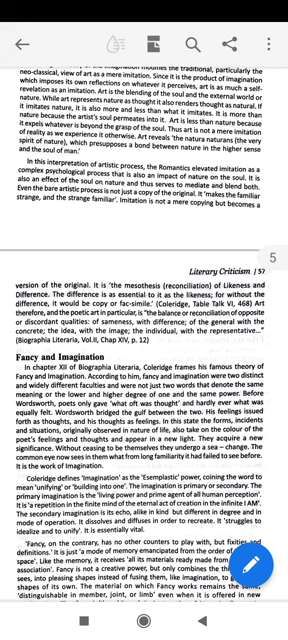 neo-classical, view of art as a mere imitation. Since it is the product of imagination
which imposes its own reflections on whatever it perceives, art is as much a self-
revelation as an imitation. Art is the blending of the soul and the external world or
nature. While art represents nature as thought it also renders thought as natural. If
it imitates nature, it is also more and less than what it imitates. It is more than
nature because the artist's soul permeates into it. Art is less than nature because
it expels whatever is beyond the grasp of the soul. Thus art is not a mere imitation
of reality as we experience it otherwise. Art reveals 'the natura naturans (the very
spirit of nature), which presupposes a bond between nature in the higher sense
and the soul of man.'
In this interpretation of artistic process, the Romantics elevated imitation as a
complex psychological process that is also an impact of nature on the soul. It is
also an effect of the soul on nature and thus serves to mediate and blend both.
Even the bare artistic process is not just a copy of the original. It 'makes the familiar
strange, and the strange familiar'. Imitation is not a mere copying but becomes a
5
Literary Criticism / 57
version of the original. It is 'the mesothesis (reconciliation) of Likeness and
Difference. The difference is as essential to it as the likeness; for without the
difference, it would be copy or fac-simile.' (Coleridge, Table Talk VI, 468) Art
therefore, and the poetic art in particular, is "the balance or reconciliation of opposite
or discordant qualities: of sameness, with difference; of the general with the
concrete; the idea, with the image; the individual, with the representative..."
(Biographia Literaria, Vol.II, Chap XIV, p. 12)
Fancy and Imagination
In chapter XII of Biographia Literaria, Coleridge frames his famous theory of
Fancy and Imagination. According to him, fancy and imagination were two distinct
and widely different faculties and were not just two words that denote the same
meaning or the lower and higher degree of one and the same power. Before
Wordsworth, poets only gave 'what oft was thought' and hardly ever what was
equally felt. Wordsworth bridged the gulf between the two. His feelings issued
forth as thoughts, and his thoughts as feelings. In this state the forms, incidents
and situations, originally observed in nature of life, also take on the colour of the
poet's feelings and thoughts and appear in a new light. They acquire a new
significance. Without ceasing to be themselves they undergo a sea - change. The
common eye now sees in them what from long familiarity it had failed to see before.
It is the work of Imagination.
Coleridge defines 'imagination' as the 'Esemplastic' power, coining the word to
mean 'unifying' or 'building into one'. The imagination is primary or secondary. The
primary imagination is the 'living power and prime agent of all human perception'.
It is 'a repetition in the finite mind of the eternal act of creation in the infinite I AM'.
The secondary imagination is its echo, alike in kind but different in degree and in
mode of operation. It dissolves and diffuses in order to recreate. It 'struggles to
idealize and to unify'. It is essentially vital.
'Fancy, on the contrary, has no other counters to play with, but fixities and
definitions.' It is just 'a mode of memory emancipated from the order of
space'. Like the memory, it receives 'all its materials ready made from
association'. Fancy is not a creative power, but only combines the thi
sees, into pleasing shapes instead of fusing them, like imagination, to
shapes of its own. The material on which Fancy works remains the
'distinguishable in member, joint, or limb' even when it is offered in new